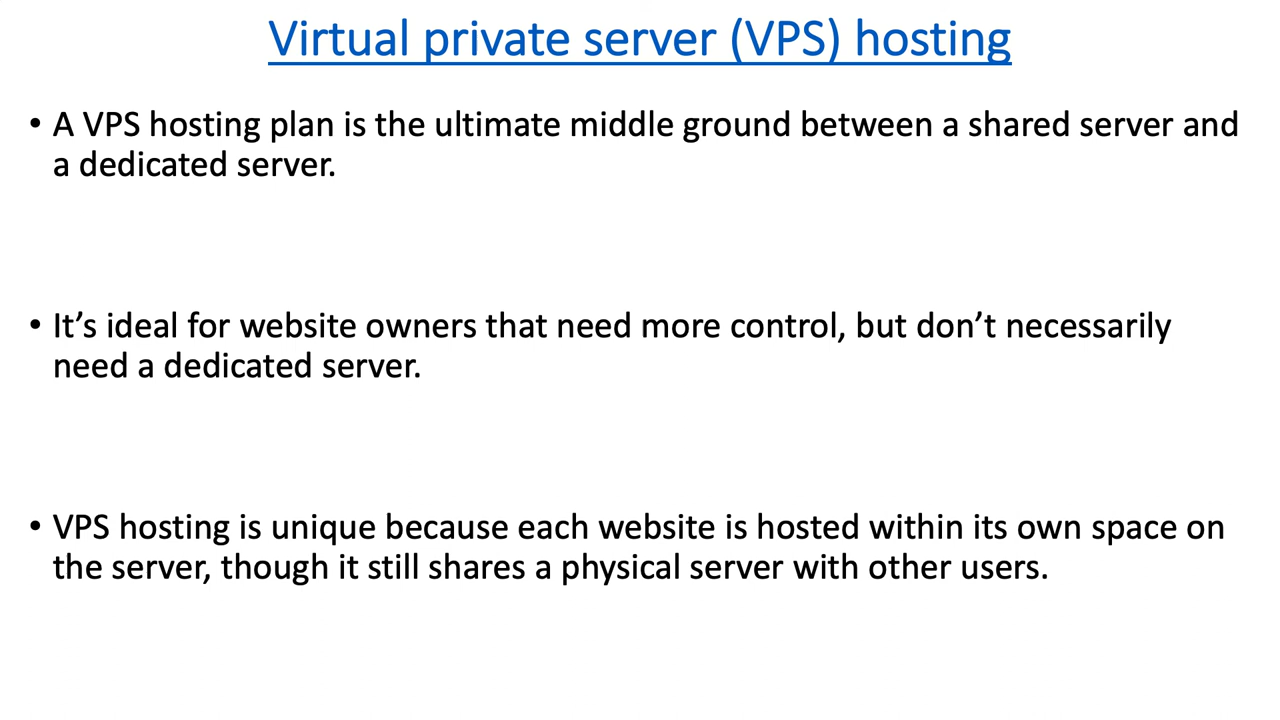 Virtual private server (VPS) hosting
• A VPS hosting plan is the ultimate middle ground between a shared server and
a dedicated server.
• It’s ideal for website owners that need more control, but don’t necessarily
need a dedicated server.
• VPS hosting is unique because each website is hosted within its own space on
the server, though it still shares a physical server with other users.